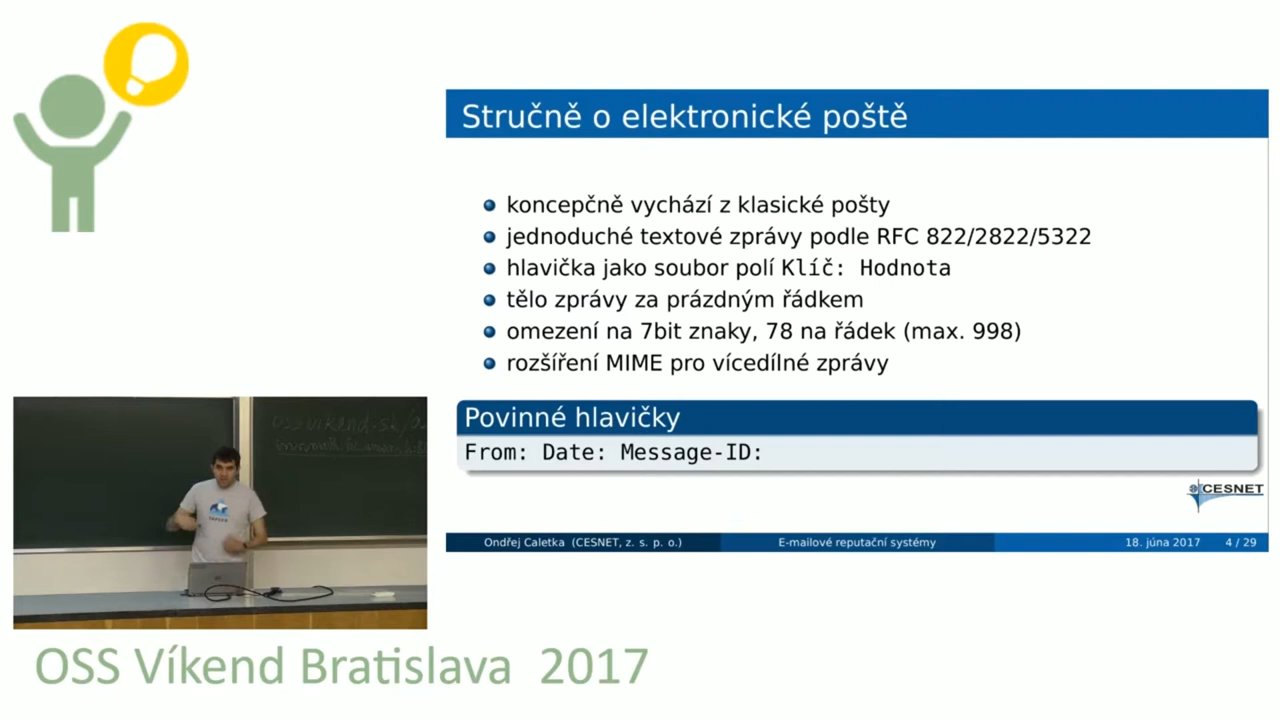 Stručně o elektronické poště
koncepčně vychází z klasické pošty
jednoduché textové zprávy podle RFC 822/2822/5322
hlavička jako soubor polí Klíč: Hodnota
tělo zprávy za prázdným řádkem
omezení na 7bit znaky, 78 na řádek (max. 998)
rozšíření MIME pro vícedílné zprávy
Povinné hlavičky
From: Date: Message-ID:
CESNET
Ondřej Caletka (CESNET, z. s. p. o.) E-mailové reputační systémy 18. júna 2017 4 / 29
OSS Víkend Bratislava 2017